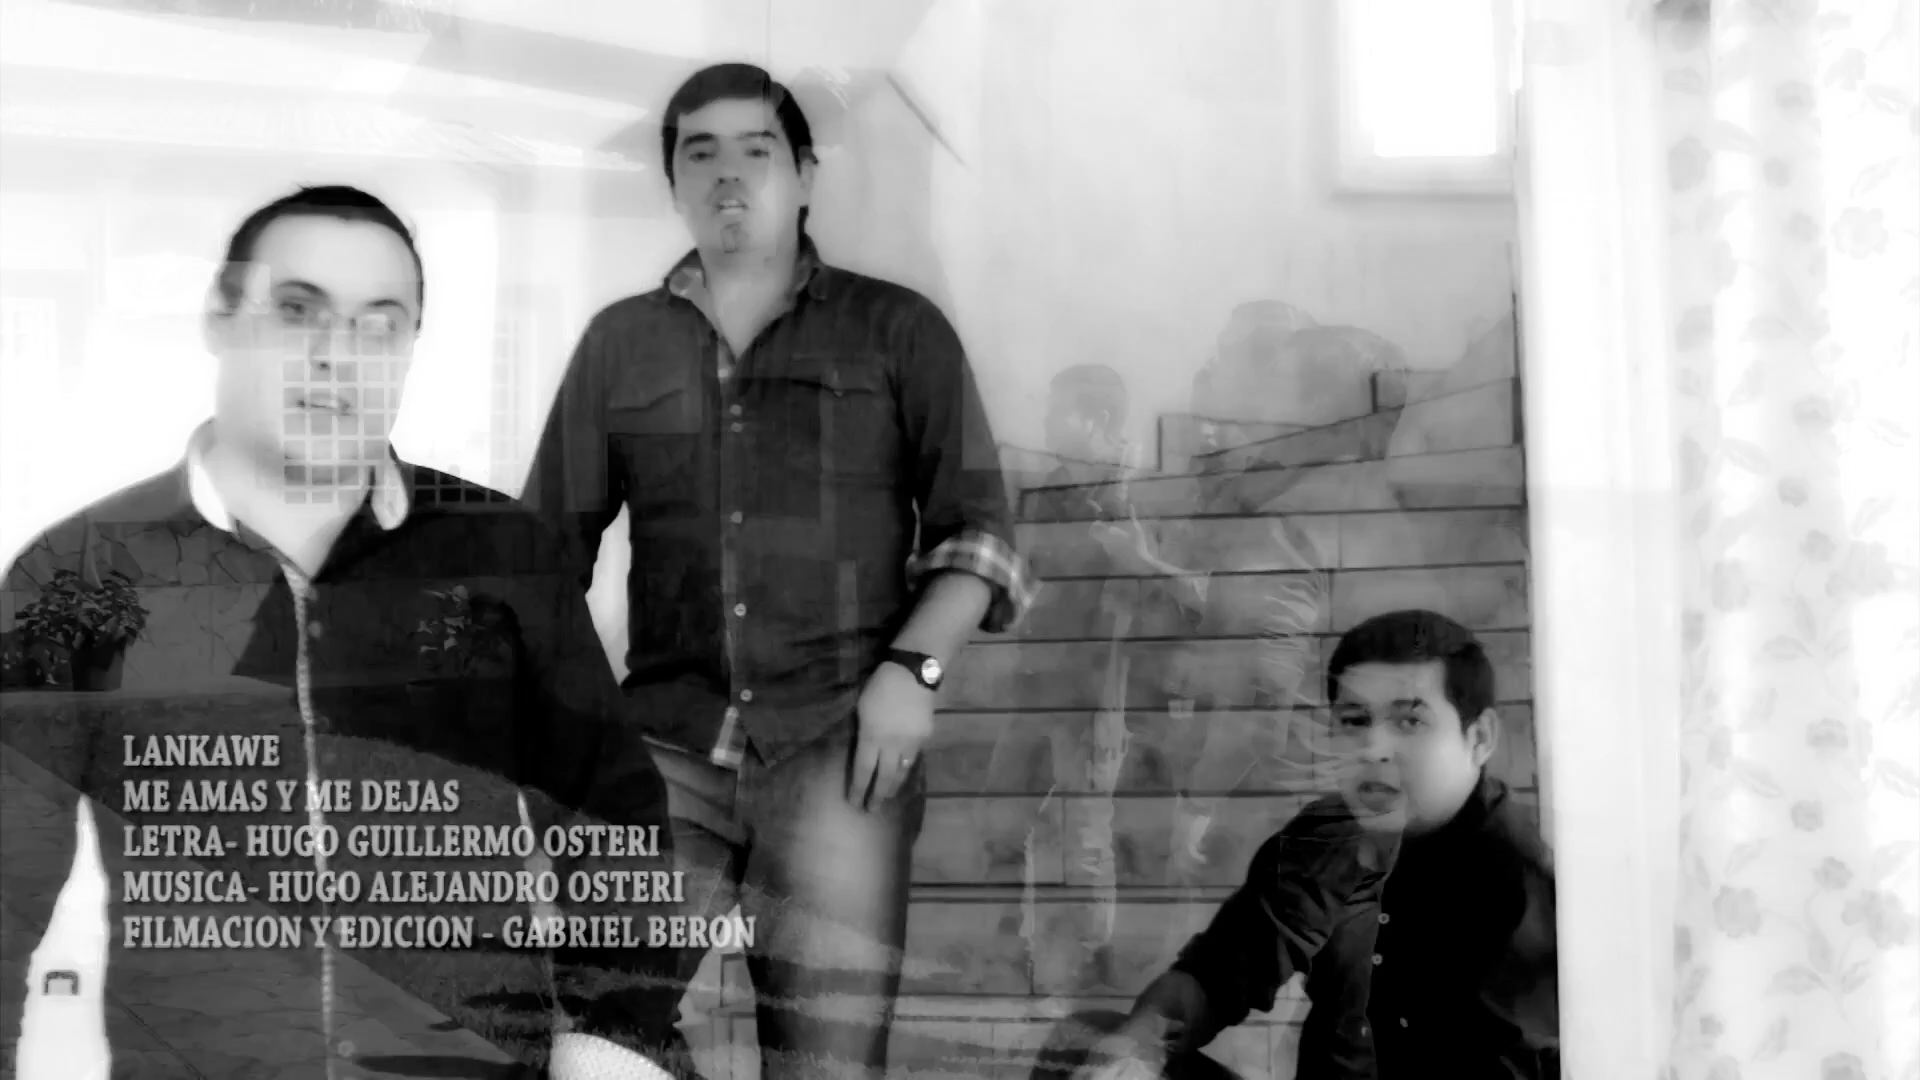 LANKAWE
ME AMAS Y ME DEJAS
LETRA- HUGO GUILLERMO OSTERI
MUSICA- HUGO ALEJANDRO OSTERI
FILMACION Y EDICION - GABRIEL BERON